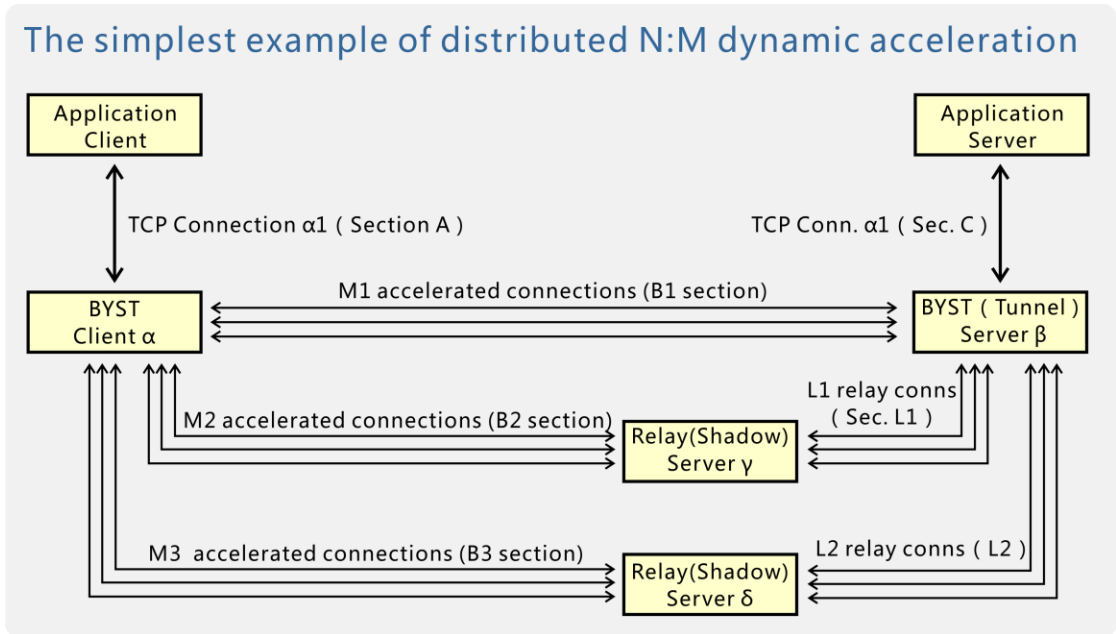 The simplest example of distributed N:M dynamic acceleration
Application
Client
Application
Server
TCP Connection α1 ( Section A )
TCP Conn. α1 ( Sec. C )
M1 accelerated connections (B1 section)
BYST
Client α
BYST ( Tunnel )
Server β
L1 relay conns
( Sec. L1 )
M2 accelerated connections (B2 section)
Relay(Shadow)
Server γ
M3 accelerated connections (B3 section)
L2 relay conns ( L2 )
Relay(Shadow)
Server δ